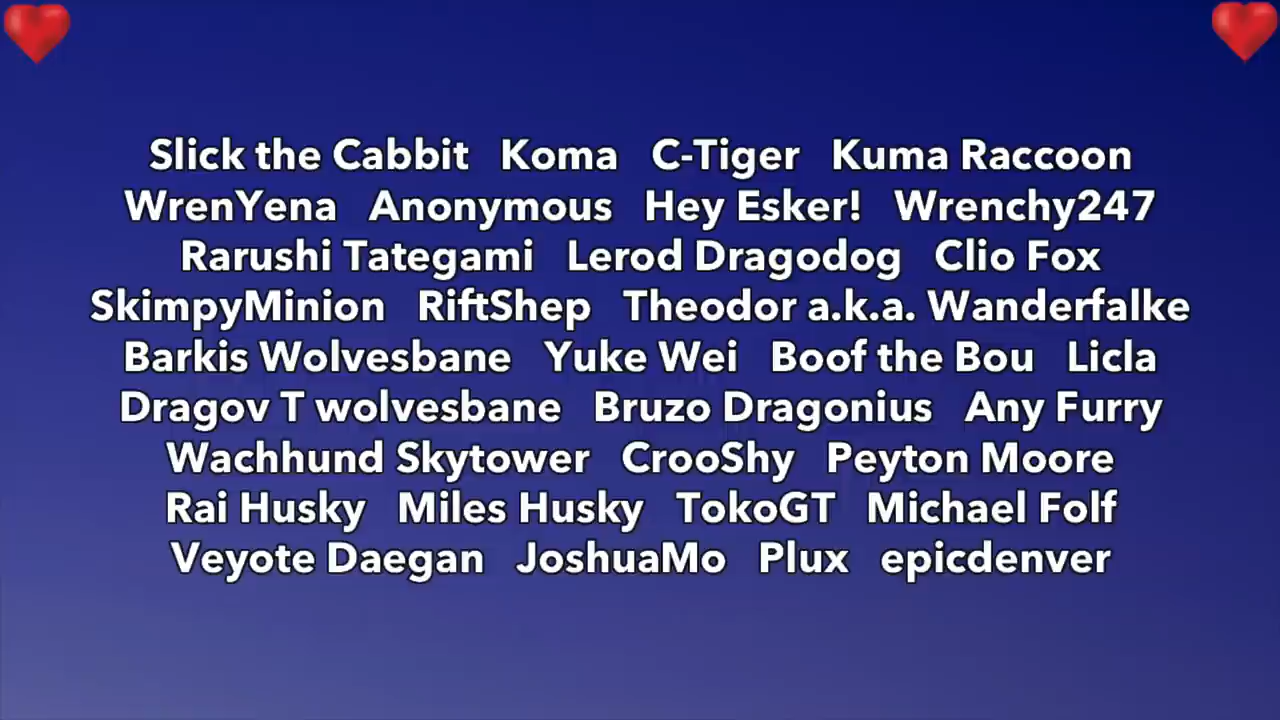 Slick the Cabbit Koma C-Tiger Kuma Raccoon
WrenYena Anonymous Hey Esker! Wrenchy247
Rarushi Tategami Lerod Dragodog Clio Fox
SkimpyMinion RiftShep Theodor a.k.a. Wanderfalke
Barkis Wolvesbane Yuke Wei Boof the Bou Licla
Dragov T wolvesbane Bruzo Dragonius Any Furry
Wachhund Skytower CrooShy Peyton Moore
Rai Husky Miles Husky TokoGT Michael Folf
Veyote Daegan JoshuaMo Plux epicdenver